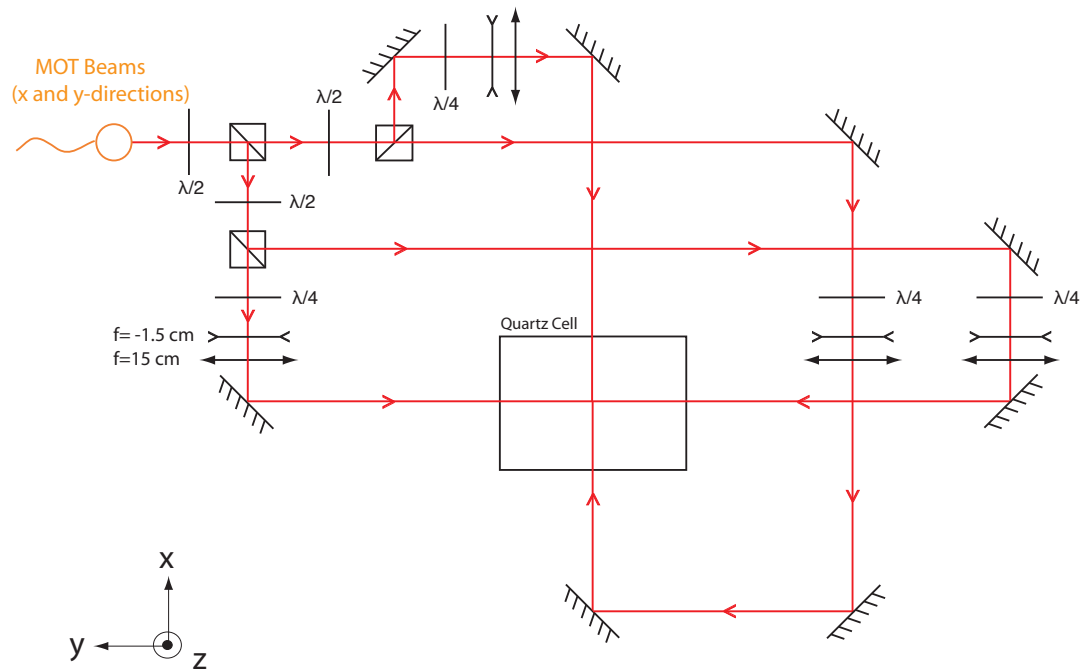 MOT Beams
(x and y-directions)
λ/2
λ/2
λ/4
λ/2
λ/4
λ/4
λ/4
f= -1.5 cm
f=15 cm
Quartz Cell
x
y
z